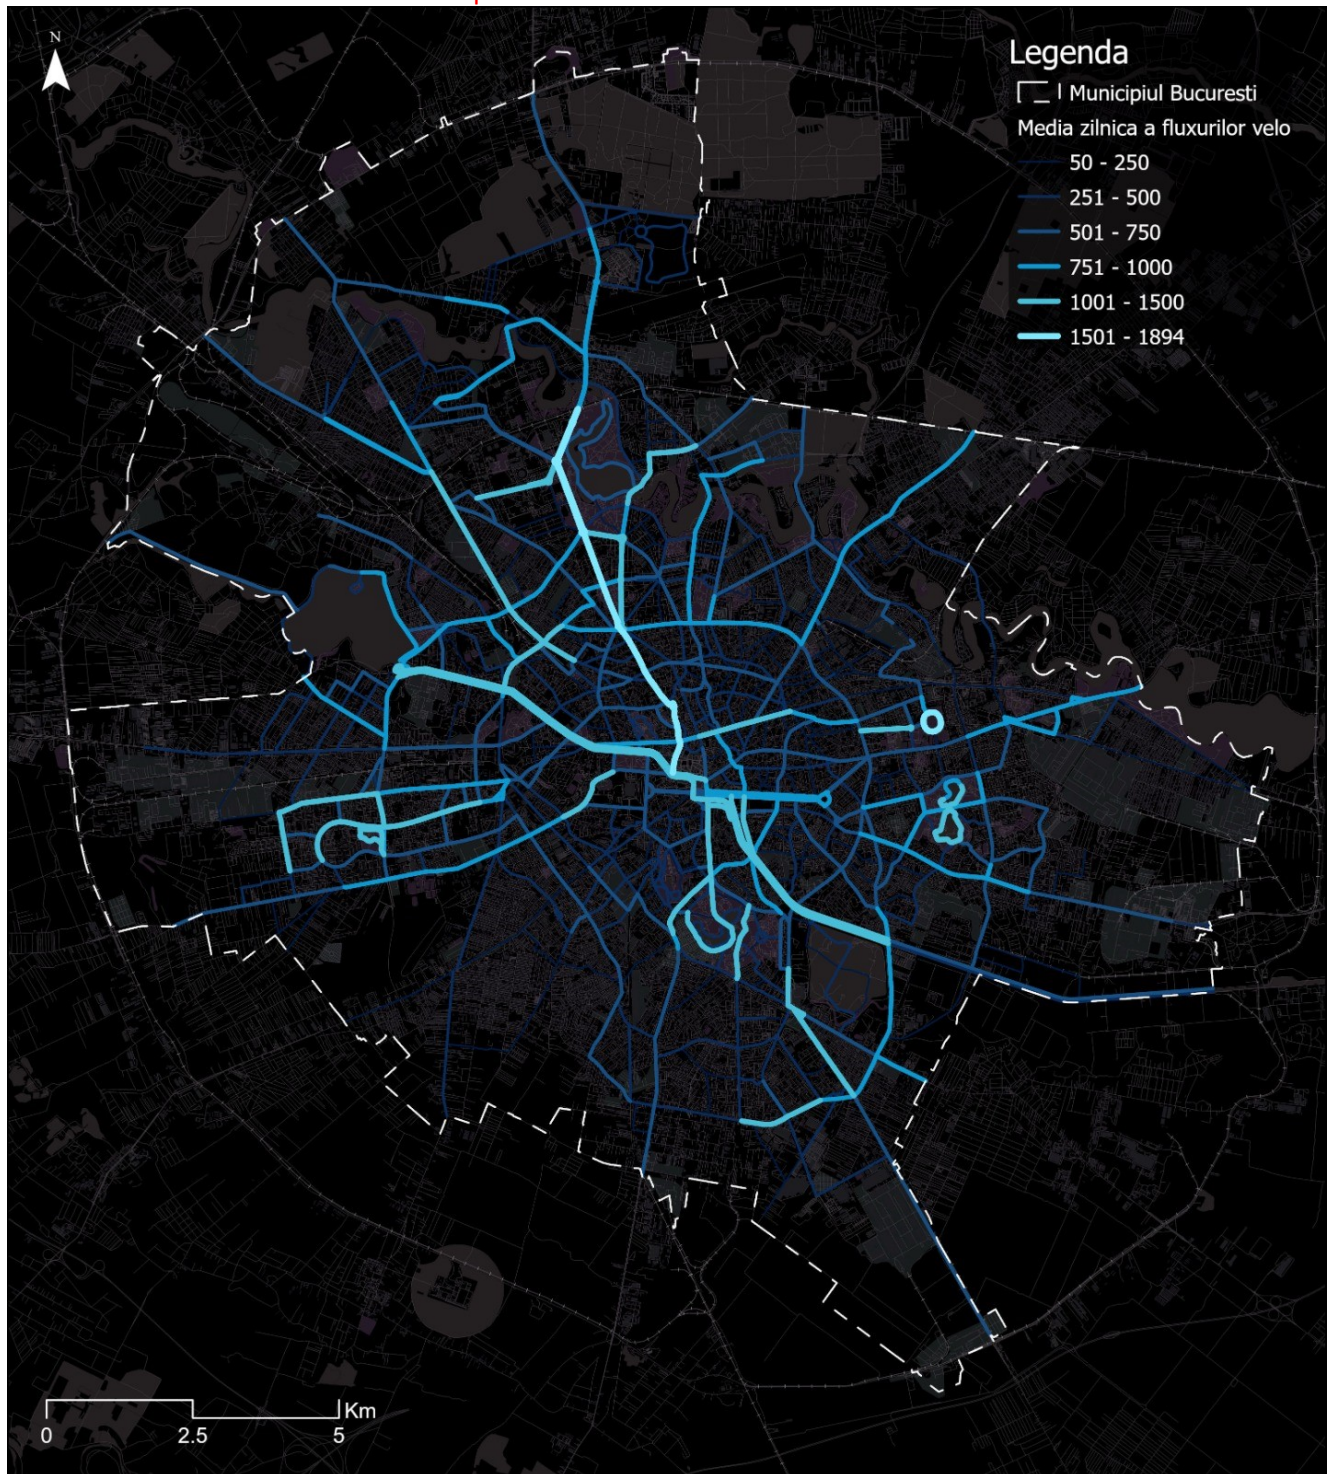 N
Legenda
Municipiul Bucuresti
Media zilnica a fluxurilor velo
50 - 250
251 - 500
501 - 750
751 - 1000
1001 - 1500
1501 - 1894
Km
0 2.5 5